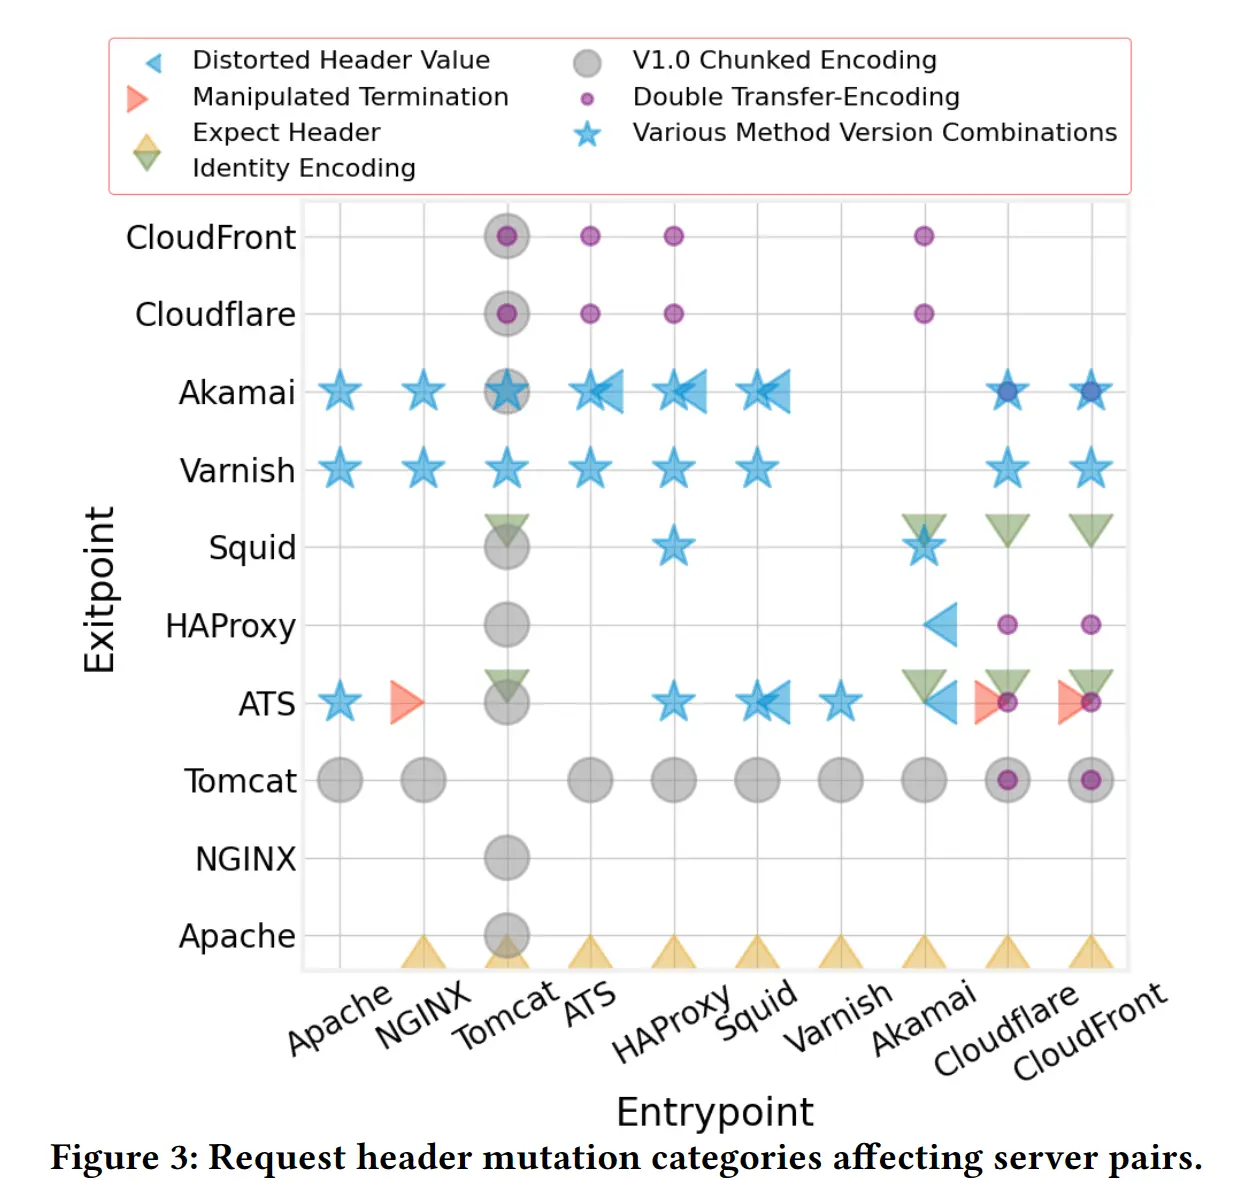 Distorted Header Value
Manipulated Termination
Expect Header
Identity Encoding
V1.0 Chunked Encoding
Double Transfer-Encoding
Various Method Version Combinations
Exitpoint
CloudFront
Cloudflare
Akamai
Varnish
Squid
HAProxy
ATS
Tomcat
NGINX
Apache
Apache
NGINX
Tomcat
ATS
HAProxy
Squid
Varnish
Akamai
Cloudflare
CloudFront
Entrypoint
Figure 3: Request header mutation categories affecting server pairs.